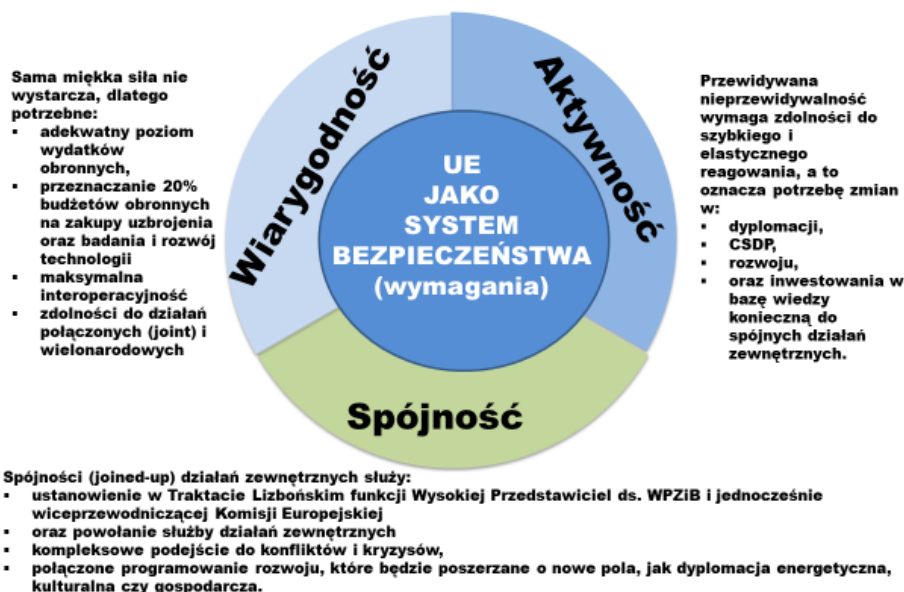 Sama miękka siła nie
wystarcza, dlatego
potrzebne:
▪ adekwatny poziom
wydatków
obronnych,
▪ przeznaczanie 20%
budżetów obronnych
na zakupy uzbrojenia
oraz badania i rozwój
technologii
▪ maksymalna
interoperacyjność
▪ zdolności do działań
połączonych (joint) i
wielonarodowych
Wiarygodność
Aktywność
UE
JAKO
SYSTEM
BEZPIECZEŃSTWA
(wymagania)
Spójność
Przewidywana
nieprzewidywalność
wymaga zdolności do
szybkiego i
elastycznego
reagowania, a to
oznacza potrzebę zmian
w:
▪ dyplomacji,
▪ CSDP,
▪ rozwoju,
▪ oraz inwestowania w
bazę wiedzy
konieczną do
spójnych działań
zewnętrznych.
Spójności (joined-up) działań zewnętrznych służy:
▪ ustanowienie w Traktacie Lizbońskim funkcji Wysokiej Przedstawiciel ds. WPZiB i jednocześnie
wiceprzewodniczącej Komisji Europejskiej
▪ oraz powołanie służby działań zewnętrznych
▪ kompleksowe podejście do konfliktów i kryzysów,
▪ połączone programowanie rozwoju, które będzie poszerzane o nowe pola, jak dyplomacja energetyczna,
kulturalna czy gospodarcza.